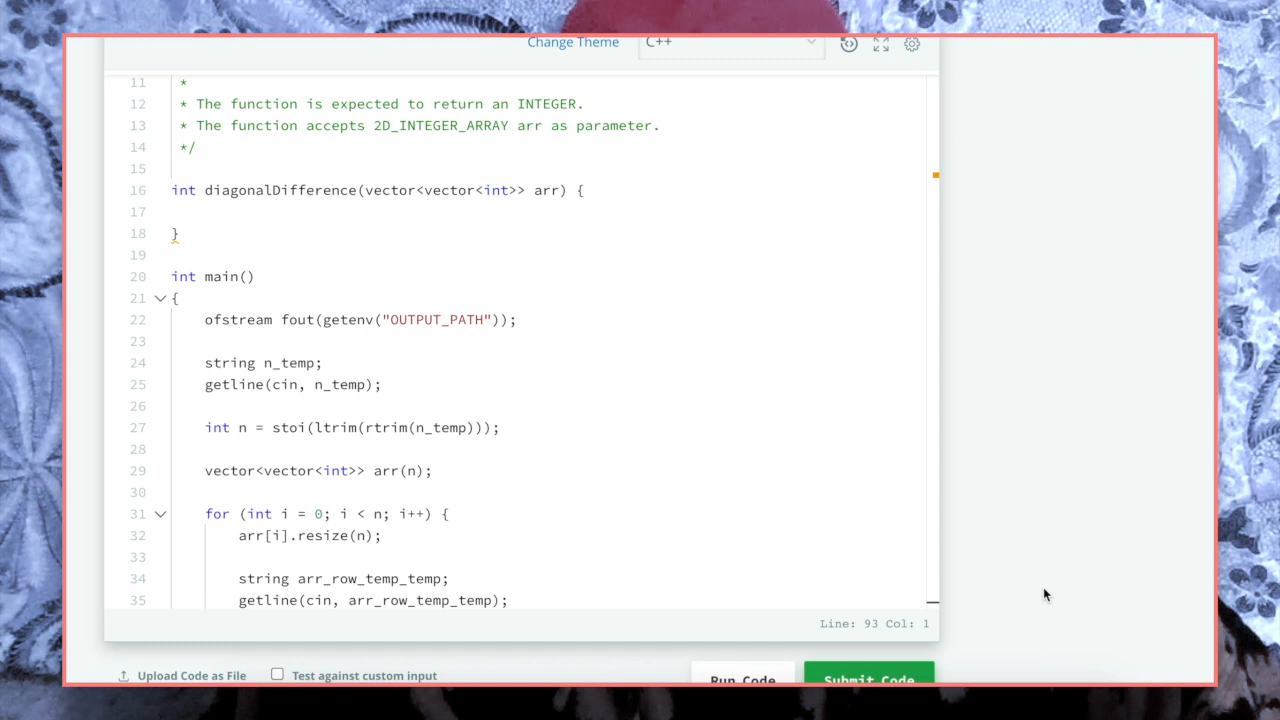 Change Theme C++
11 *
12 * The function is expected to return an INTEGER.
13 * The function accepts 2D_INTEGER_ARRAY arr as parameter.
14 */
15
16 int diagonalDifference(vector<vector<int>> arr) {
17
18 }
19
20 int main()
21 {
22 ofstream fout(getenv("OUTPUT_PATH"));
23
24 string n_temp;
25 getline(cin, n_temp);
26
27 int n = stoi(ltrim(rtrim(n_temp)));
28
29 vector<vector<int>> arr(n);
30
31 for (int i = 0; i < n; i++) {
32 arr[i].resize(n);
33
34 string arr_row_temp_temp;
35 getline(cin, arr_row_temp_temp);
Line: 93 Col: 1
Upload Code as File Test against custom input Run Code Submit Code